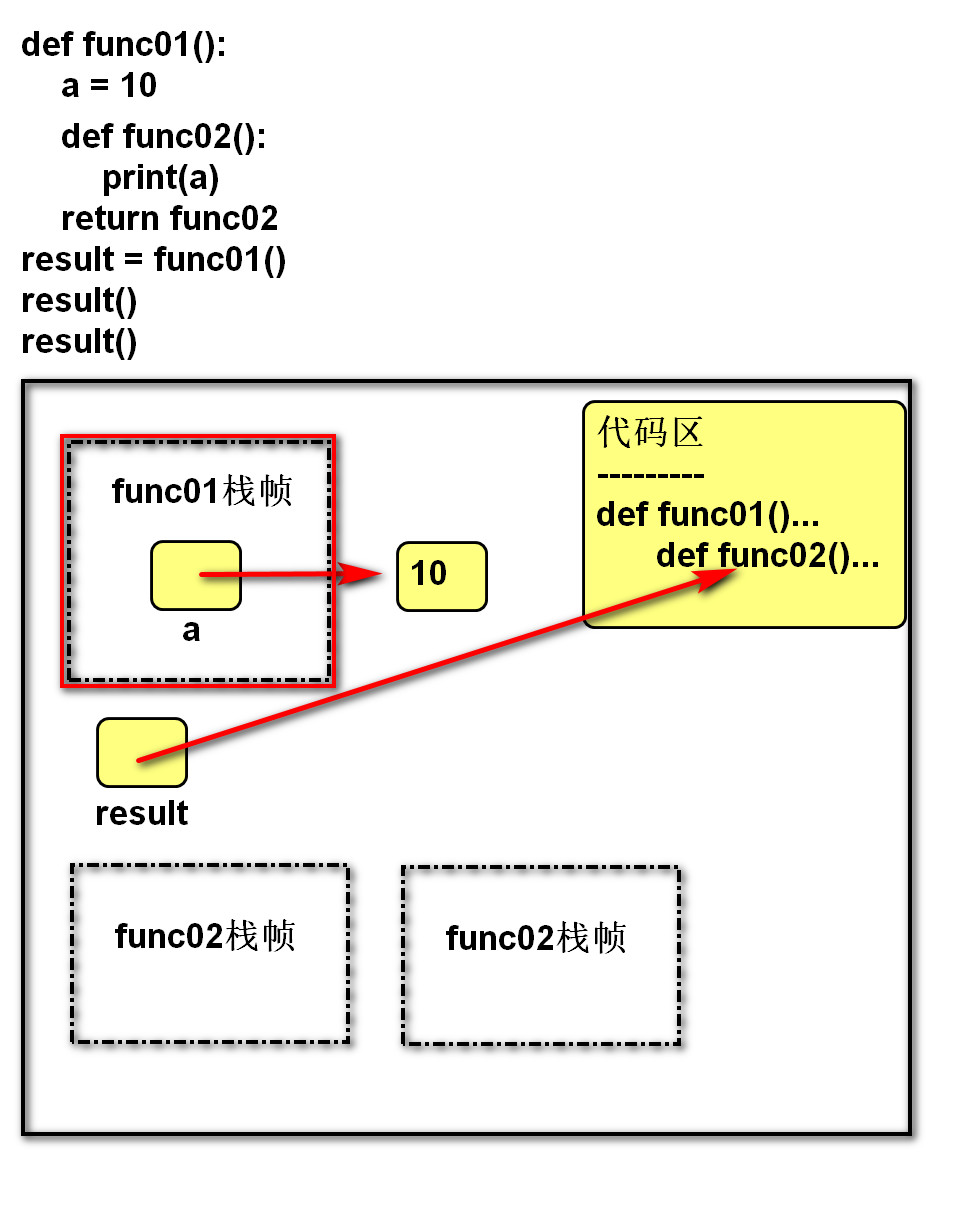 def func01():
    a = 10
    def func02():
        print(a)
    return func02
result = func01()
result()
result()
代码区
---------
def func01()...
def func02()...
func01栈帧
10
a
result
func02栈帧
func02栈帧